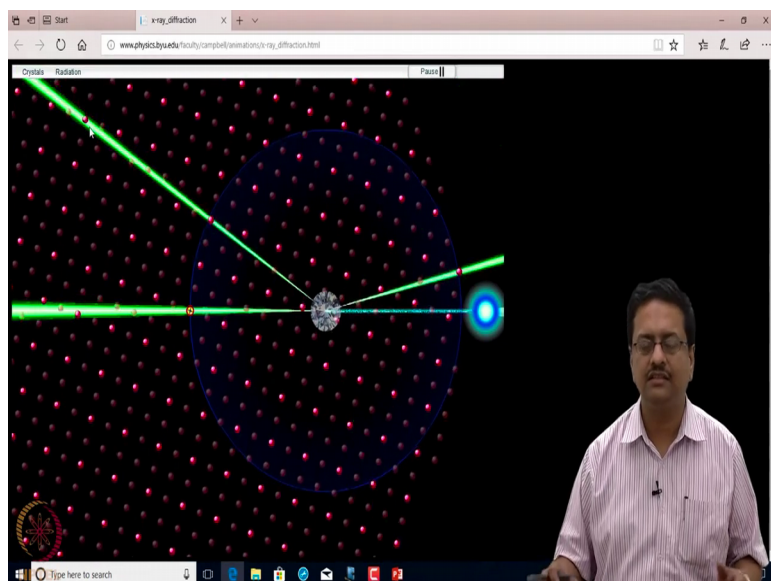 Start
x-ray_diffraction
www.physics.byu.edu/faculty/campbell/animations/x-ray_diffraction.html
Crystals Radiation
Pause
Type here to search